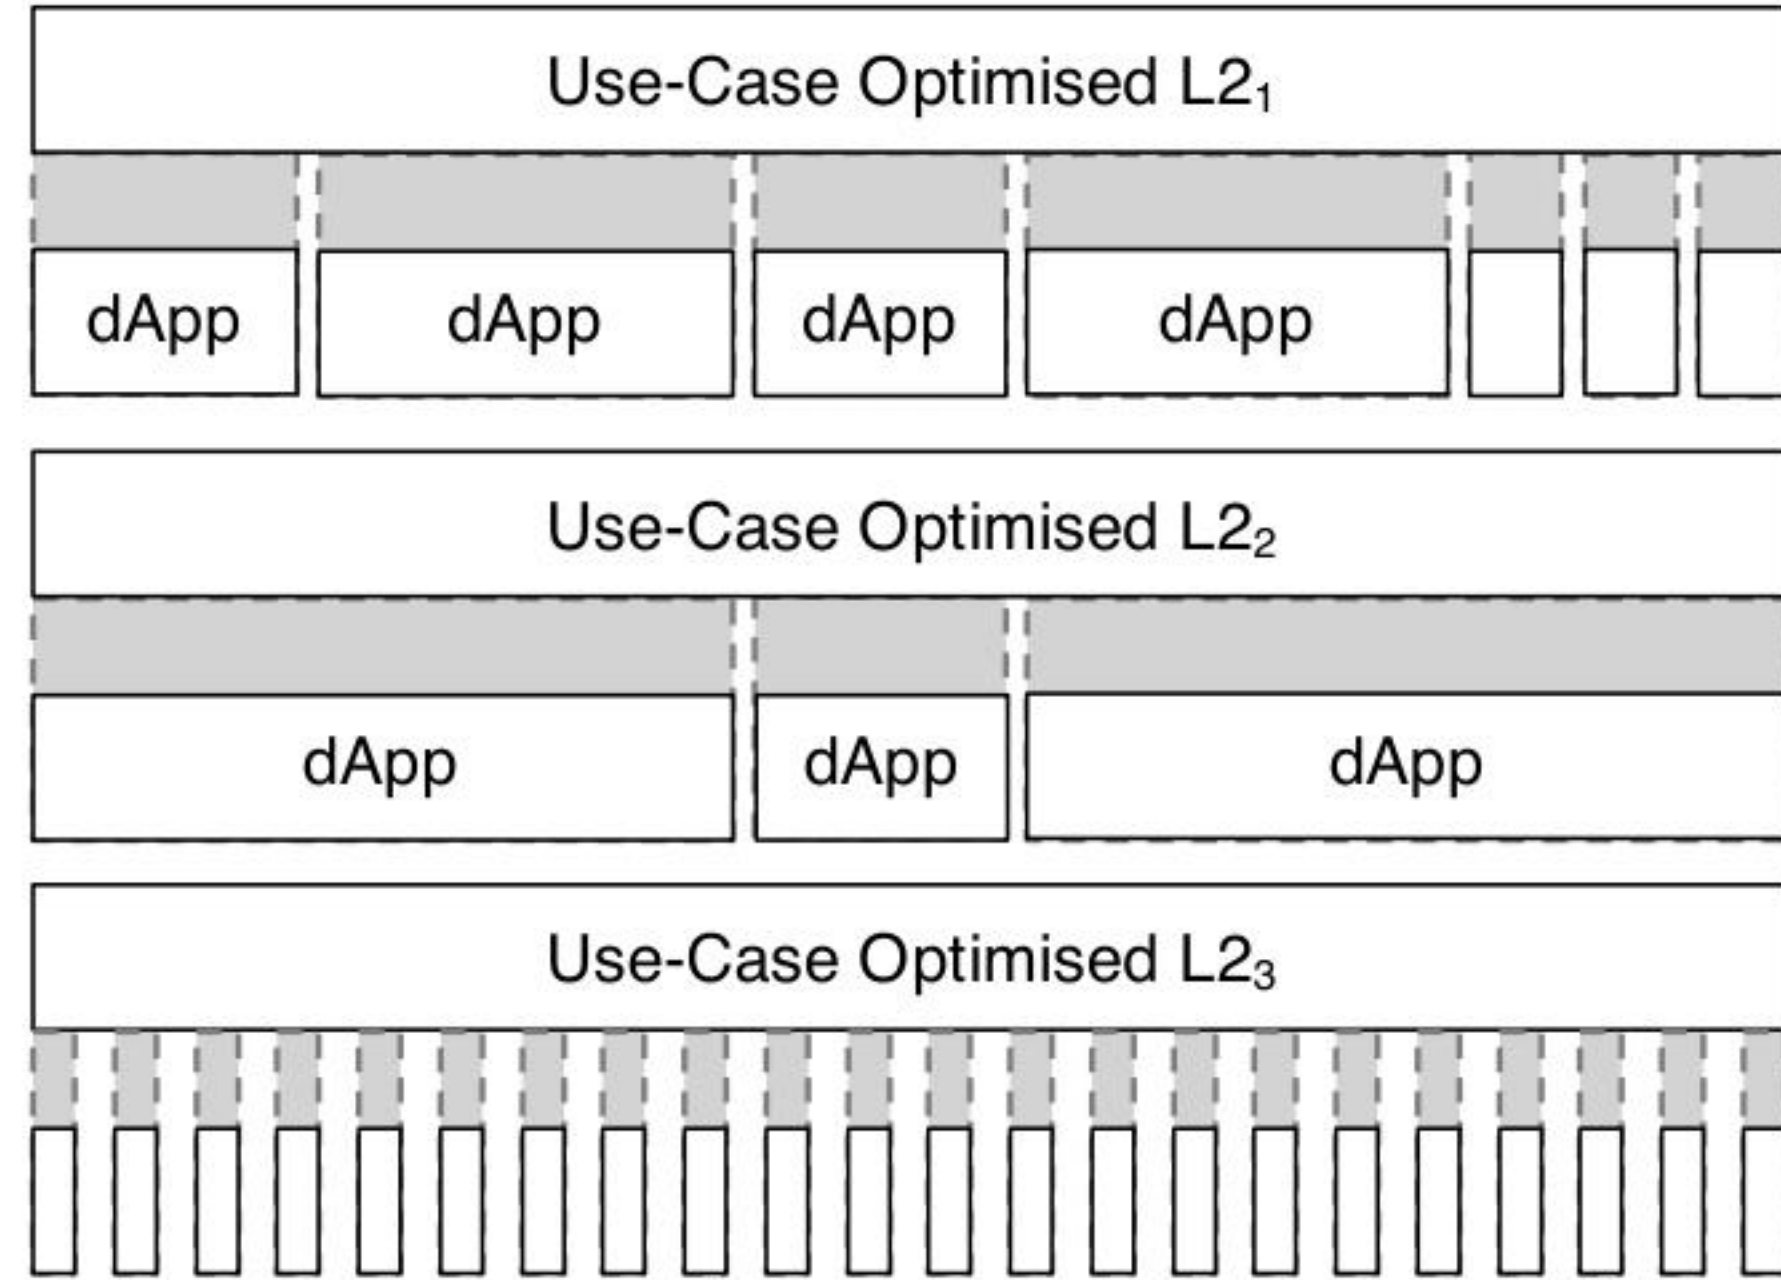 Use-Case Optimised L2₁
dApp dApp dApp dApp
Use-Case Optimised L2₂
dApp dApp dApp
Use-Case Optimised L2₃